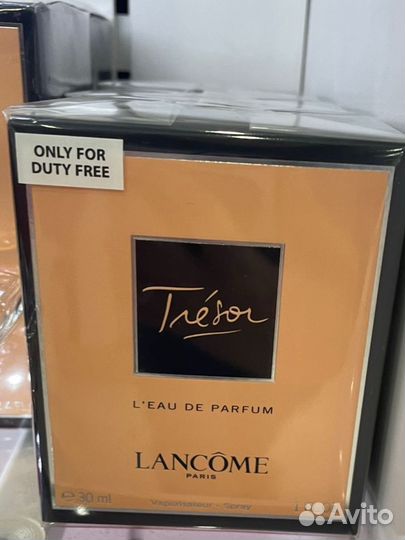 ONLY FOR
DUTY FREE
Trésor
L'EAU DE PARFUM
LANCÔME
PARIS
℮ 30 ml
Vaporisateur - Spray
Avito